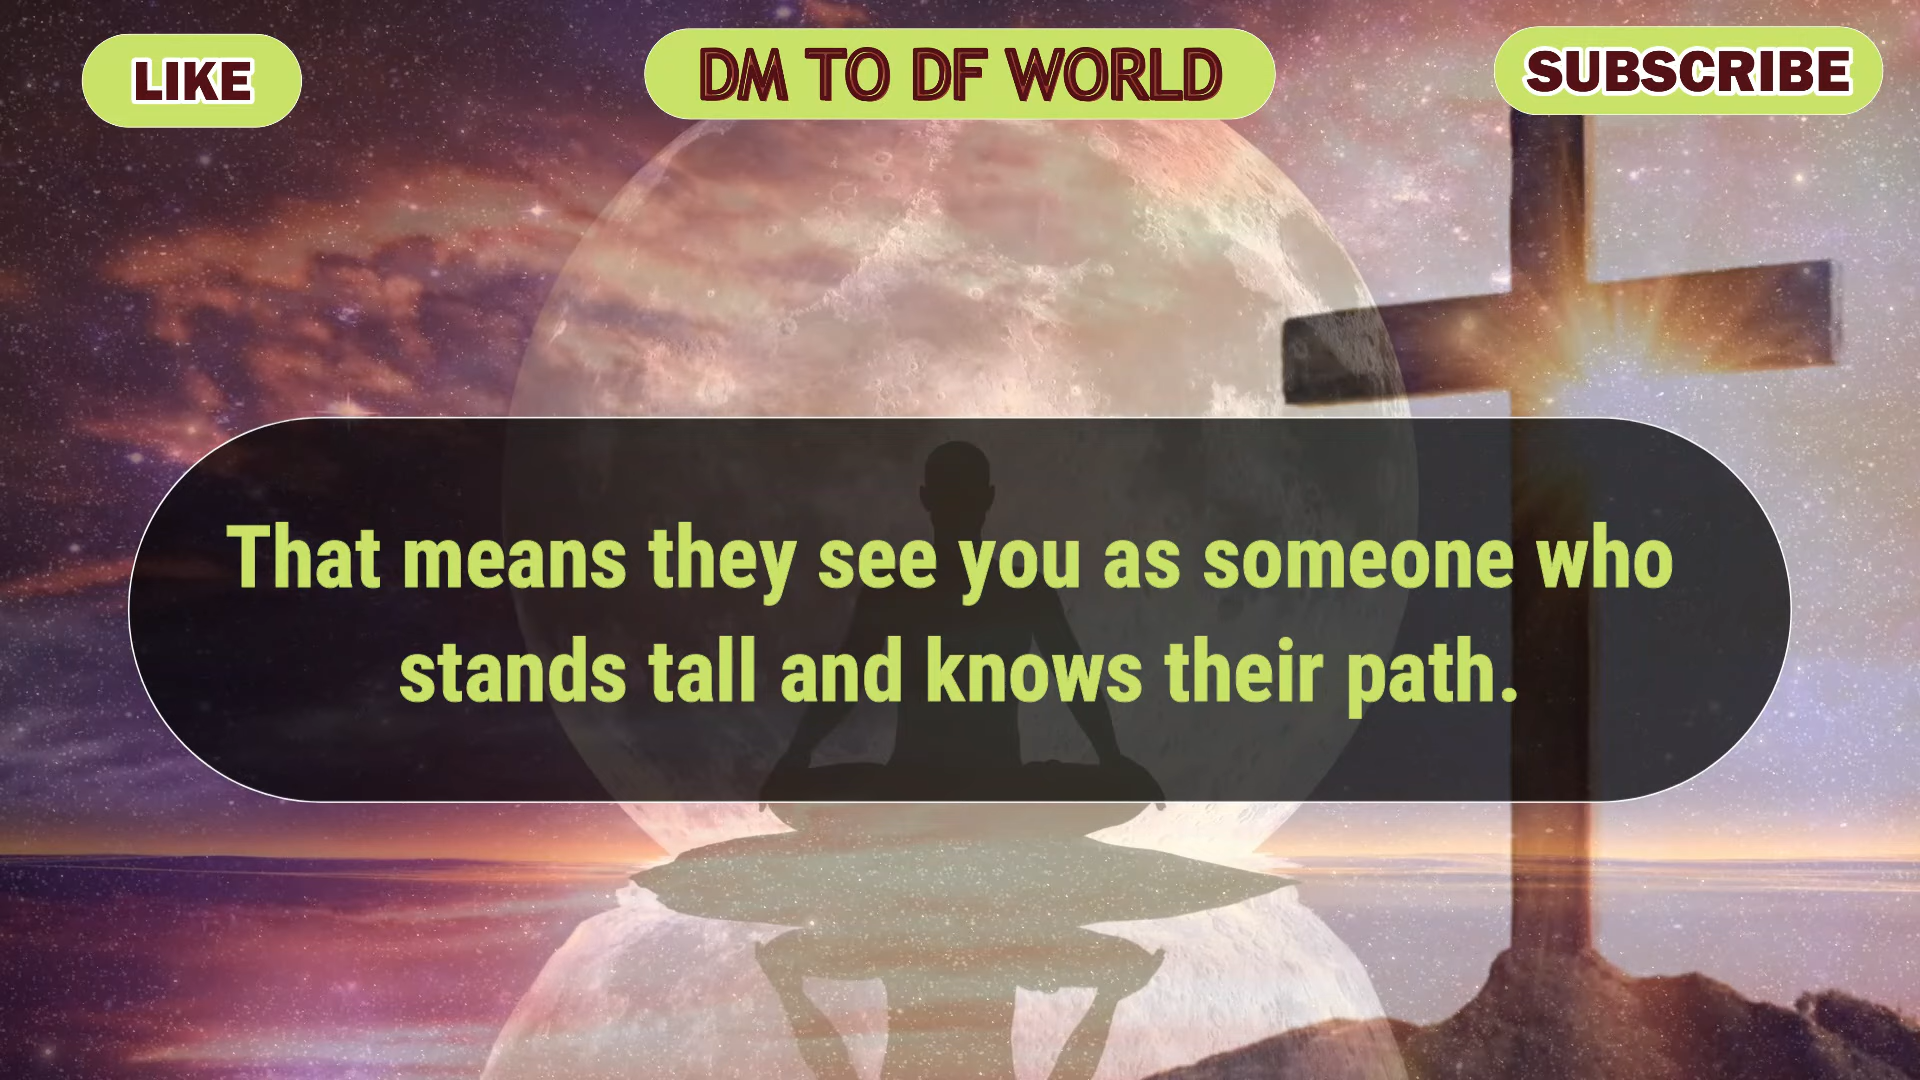 LIKE
DM TO DF WORLD
SUBSCRIBE
That means they see you as someone who
stands tall and knows their path.